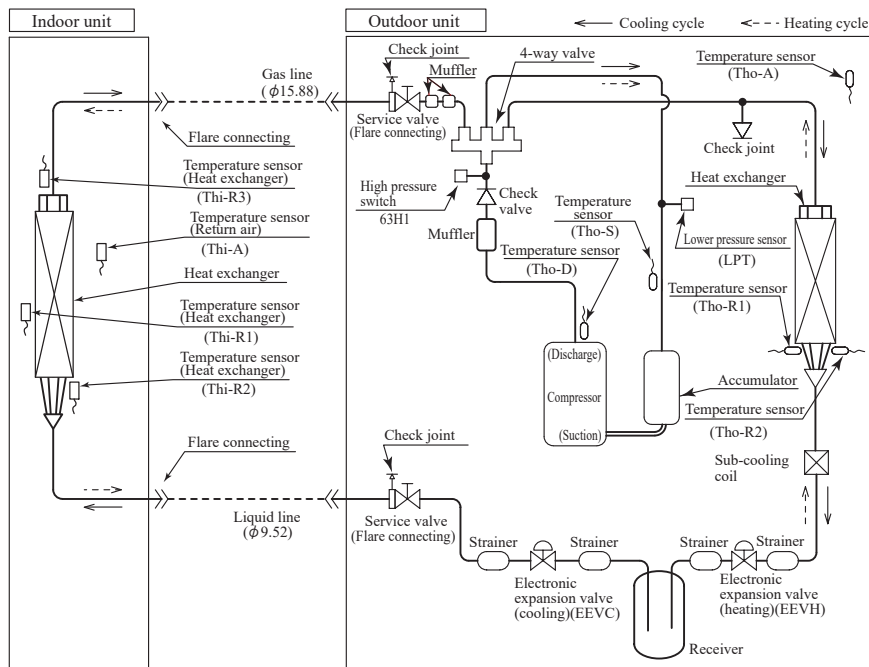 Indoor unit
Outdoor unit
Cooling cycle
Heating cycle
Check joint
4-way valve
Temperature sensor
(Tho-A)
Gas line
(ϕ15.88)
Muffler
Service valve
(Flare connecting)
Flare connecting
Check joint
Temperature sensor
(Heat exchanger)
(Thi-R3)
High pressure
switch
63H1
Check
valve
Temperature
sensor
(Tho-S)
Heat exchanger
Temperature sensor
(Return air)
(Thi-A)
Muffler
Temperature sensor
(Tho-D)
Lower pressure sensor
(LPT)
Heat exchanger
Temperature sensor
(Tho-R1)
Temperature sensor
(Heat exchanger)
(Thi-R1)
Temperature sensor
(Heat exchanger)
(Thi-R2)
(Discharge)
Compressor
(Suction)
Accumulator
Temperature sensor
(Tho-R2)
Flare connecting
Check joint
Sub-cooling
coil
Liquid line
(ϕ9.52)
Service valve
(Flare connecting)
Strainer
Strainer
Strainer
Strainer
Electronic
expansion valve
(cooling)(EEVC)
Electronic
expansion valve
(heating)(EEVH)
Receiver